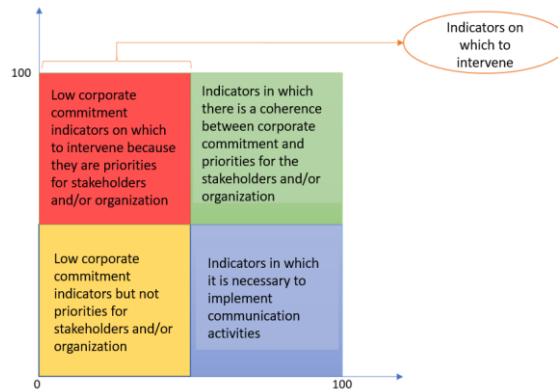 Indicators on
which to
intervene
100
Low corporate
commitment
indicators on which
to intervene because
they are priorities
for stakeholders
and/or organization
Indicators in which
there is a coherence
between corporate
commitment and
priorities for the
stakeholders and/or
organization
Low corporate
commitment
indicators but not
priorities for
stakeholders and/or
organization
Indicators in which
it is necessary to
implement
communication
activities
0
100